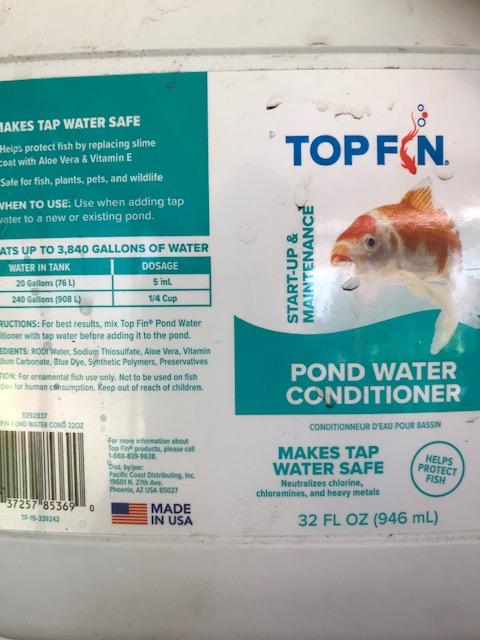 MAKES TAP WATER SAFE
Helps protect fish by replacing slime
coat with Aloe Vera & Vitamin E
Safe for fish, plants, pets, and wildlife
WHEN TO USE: Use when adding tap
water to a new or existing pond.
ATS UP TO 3,840 GALLONS OF WATER
WATER IN TANK DOSAGE
20 Gallons (76 L) 5 mL
240 Gallons (908 L) 1/4 Cup
RUCTIONS: For best results, mix Top Fin® Pond Water
itioner with tap water before adding it to the pond.
EDIENTS: RODI Water, Sodium Thiosulfate, Aloe Vera, Vitamin
dium Carbonate, Blue Dye, Synthetic Polymers, Preservatives
TION: For ornamental fish use only. Not to be used on fish
ded for human consumption. Keep out of reach of children.
5292837
FIN POND WATER COND 32OZ
37257 85369 0
TF-19-339242
For more information about
Top Fin® products, please call
1-888-839-9638.
Dist. by/par:
Pacific Coast Distributing, Inc.
19601 N. 27th Ave.
Phoenix, AZ USA 85027
MADE
IN USA
TOP FIN®
START-UP &
MAINTENANCE
POND WATER
CONDITIONER
CONDITIONNEUR D'EAU POUR BASSIN
MAKES TAP
WATER SAFE
Neutralizes chlorine,
chloramines, and heavy metals
HELPS
PROTECT
FISH
32 FL OZ (946 mL)